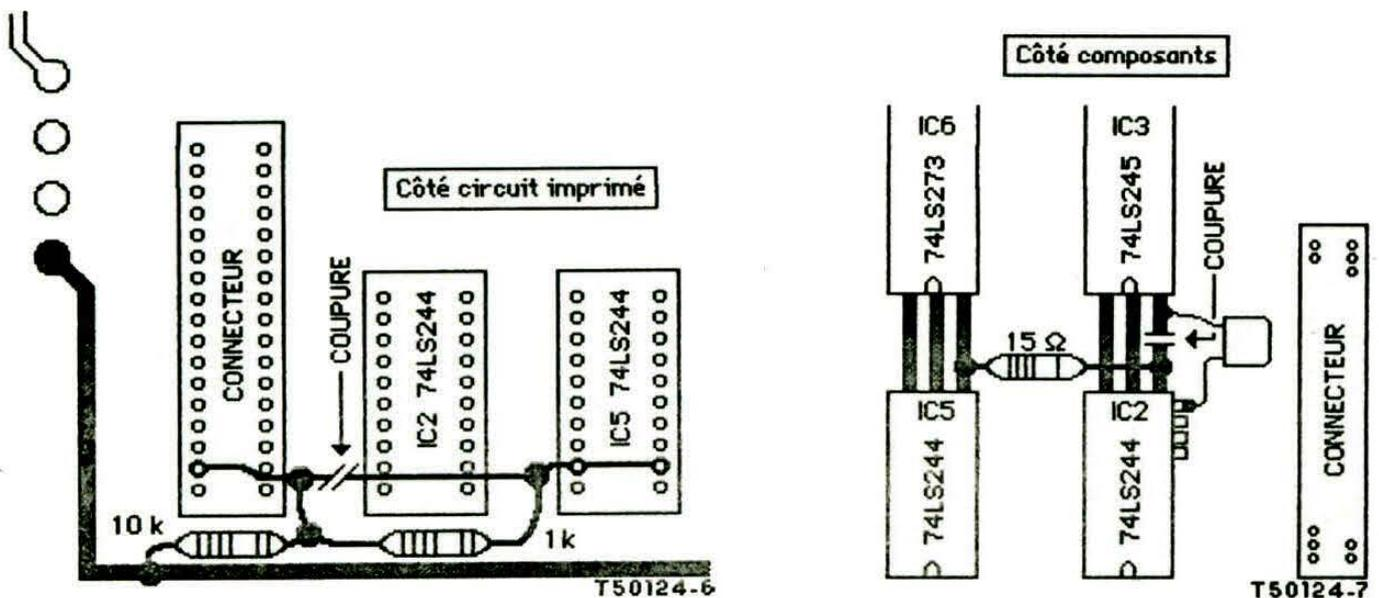 Côté circuit imprimé
CONNECTEUR
COUPURE
IC2 74LS244
IC5 74LS244
10 k
1 k
T50124-6
Côté composants
IC6
74LS273
IC3
74LS245
COUPURE
15 Ω
IC5
74LS244
IC2
74LS244
CONNECTEUR
T50124-7